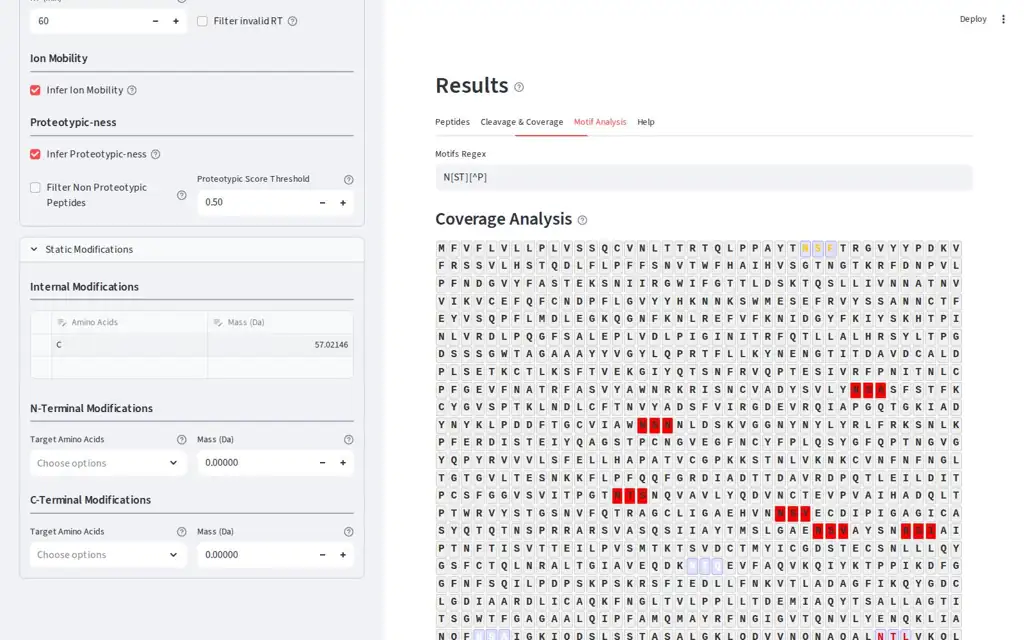 60
Filter invalid RT
Ion Mobility
Infer Ion Mobility
Proteotypic-ness
Infer Proteotypic-ness
Filter Non Proteotypic
Peptides
Proteotypic Score Threshold
0.50
Static Modifications
Internal Modifications
Amino Acids Mass (Da)
C 57.02146
N-Terminal Modifications
Target Amino Acids Mass (Da)
Choose options 0.00000
C-Terminal Modifications
Target Amino Acids Mass (Da)
Choose options 0.00000
Deploy
Results
Peptides Cleavage & Coverage Motif Analysis Help
Motifs Regex
N[ST][^P]
Coverage Analysis
M F V F L V L L P L V S S Q C V N L T T R T Q L P P A Y T N S F T R G V Y Y P D K V
F R S S V L H S T Q D L F L P F F S N V T W F H A I H V S G T N G T K R F D N P V L
P F N D G V Y F A S T E K S N I I R G W I F G T T L D S K T Q S L L I V N N A T N V
V I K V C E F Q F C N D P F L G V Y Y H K N N K S W M E S E F R V Y S S A N N C T F
E Y V S Q P F L M D L E G K Q G N F K N L R E F V F K N I D G Y F K I Y S K H T P I
N L V R D L P Q G F S A L E P L V D L P I G I N I T R F Q T L L A L H R S Y L T P G
D S S S G W T A G A A A Y Y V G Y L Q P R T F L L K Y N E N G T I T D A V D C A L D
P L S E T K C T L K S F T V E K G I Y Q T S N F R V Q P T E S I V R F P N I T N L C
P F G E V F N A T R F A S V Y A W N R K R I S N C V A D Y S V L Y S F S T F K
C Y G V S P T K L N D L C F T N V Y A D S F V I R G D E V R Q I A P G Q T G K I A D
Y N Y K L P D D F T G C V I A W N L D S K V G G N Y N Y L Y R L F R K S N L K
P F E R D I S T E I Y Q A G S T P C N G V E G F N C Y F P L Q S Y G F Q P T N G V G
Y Q P Y R V V V L S F E L L H A P A T V C G P K K S T N L V K N K C V N F N F N G L
T G T G V L T E S N K K F L P F Q Q F G R D I A D T T D A V R D P Q T L E I L D I T
P C S F G G V S V I T P G T N T S N Q V A V L Y Q D V N C T E V P V A I H A D Q L T
P T W R V Y S T G S N V F Q T R A G C L I G A E H V N E C D I P I G A G I C A
S Y Q T Q T N S P R R A R S V A S Q S I I A Y T M S L G A E N S V A Y S N A I
P T N F T I S V T T E I L P V S M T K T S V D C T M Y I C G D S T E C S N L L L Q Y
G S F C T Q L N R A L T G I A V E Q D K E V F A Q V K Q I Y K T P P I K D F G
G F N F S Q I L P D P S K P S K R S F I E D L L F N K V T L A D A G F I K Q Y G D C
L G D I A A R D L I C A Q K F N G L T V L P P L L T D E M I A Q Y T S A L L A G T I
T S G W T F G A G A A L Q I P F A M Q M A Y R F N G I G V T Q N V L Y E N Q K L I A
N Q F I G K I Q D S L S S T A S A L G K L Q D V V N Q N A Q A L N T L